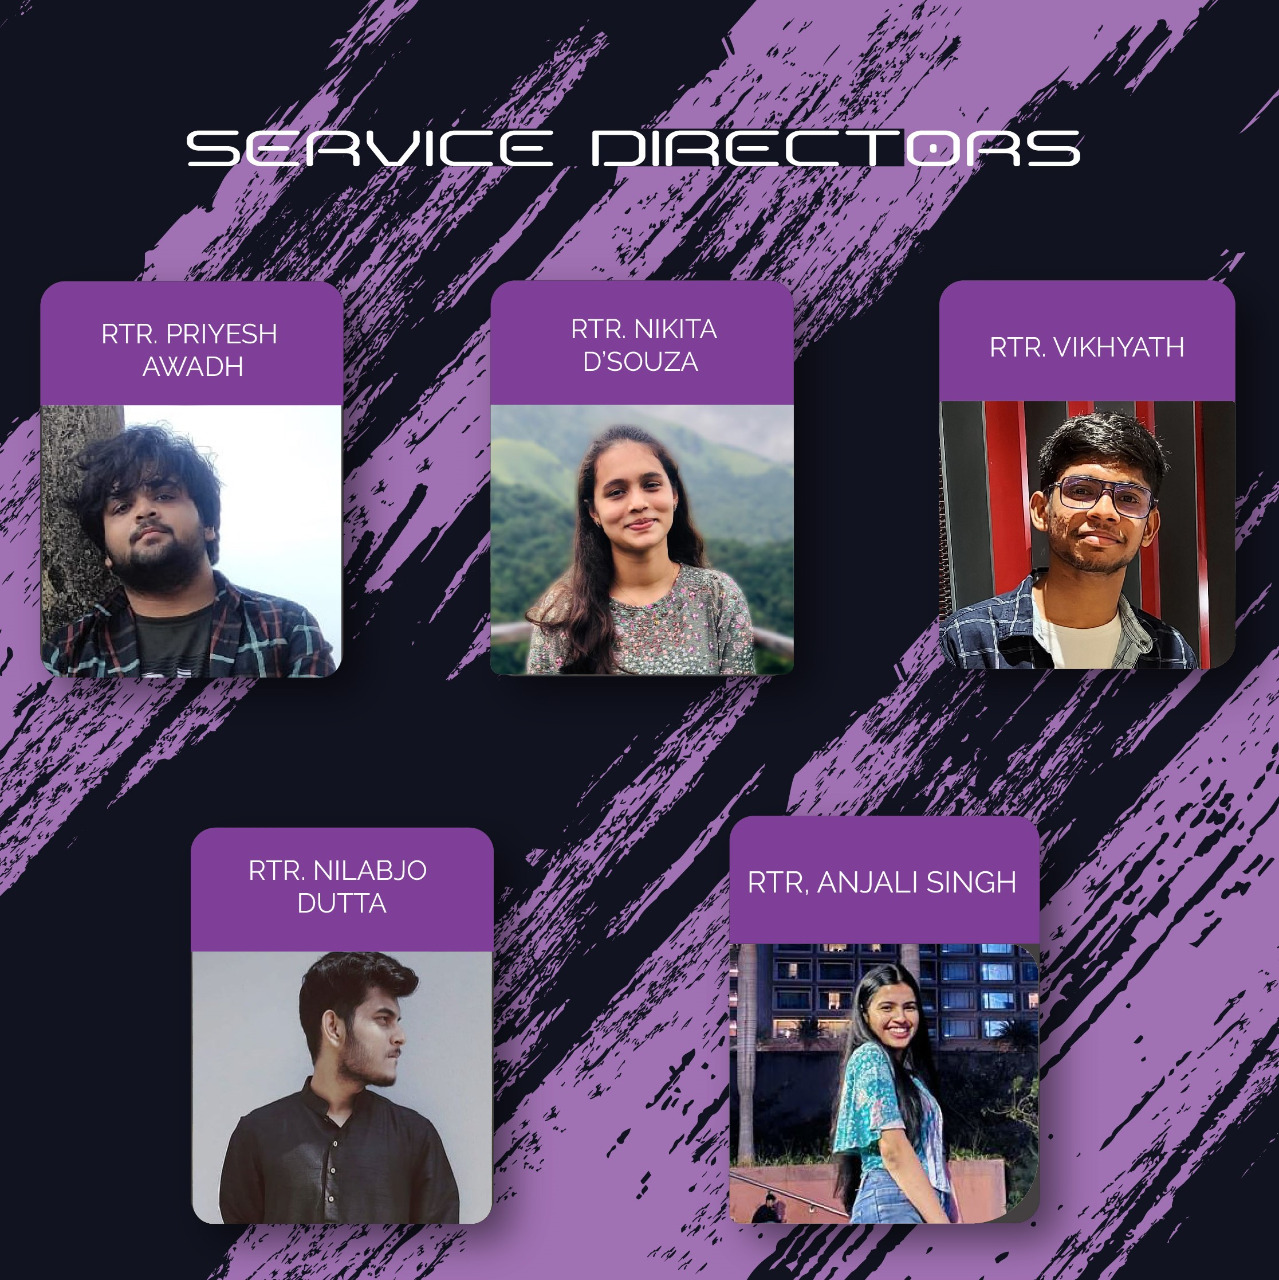 SERVICE DIRECTORS
RTR. PRIYESH
AWADH
RTR. NIKITA
D'SOUZA
RTR. VIKHYATH
RTR. NILABJO
DUTTA
RTR, ANJALI SINGH